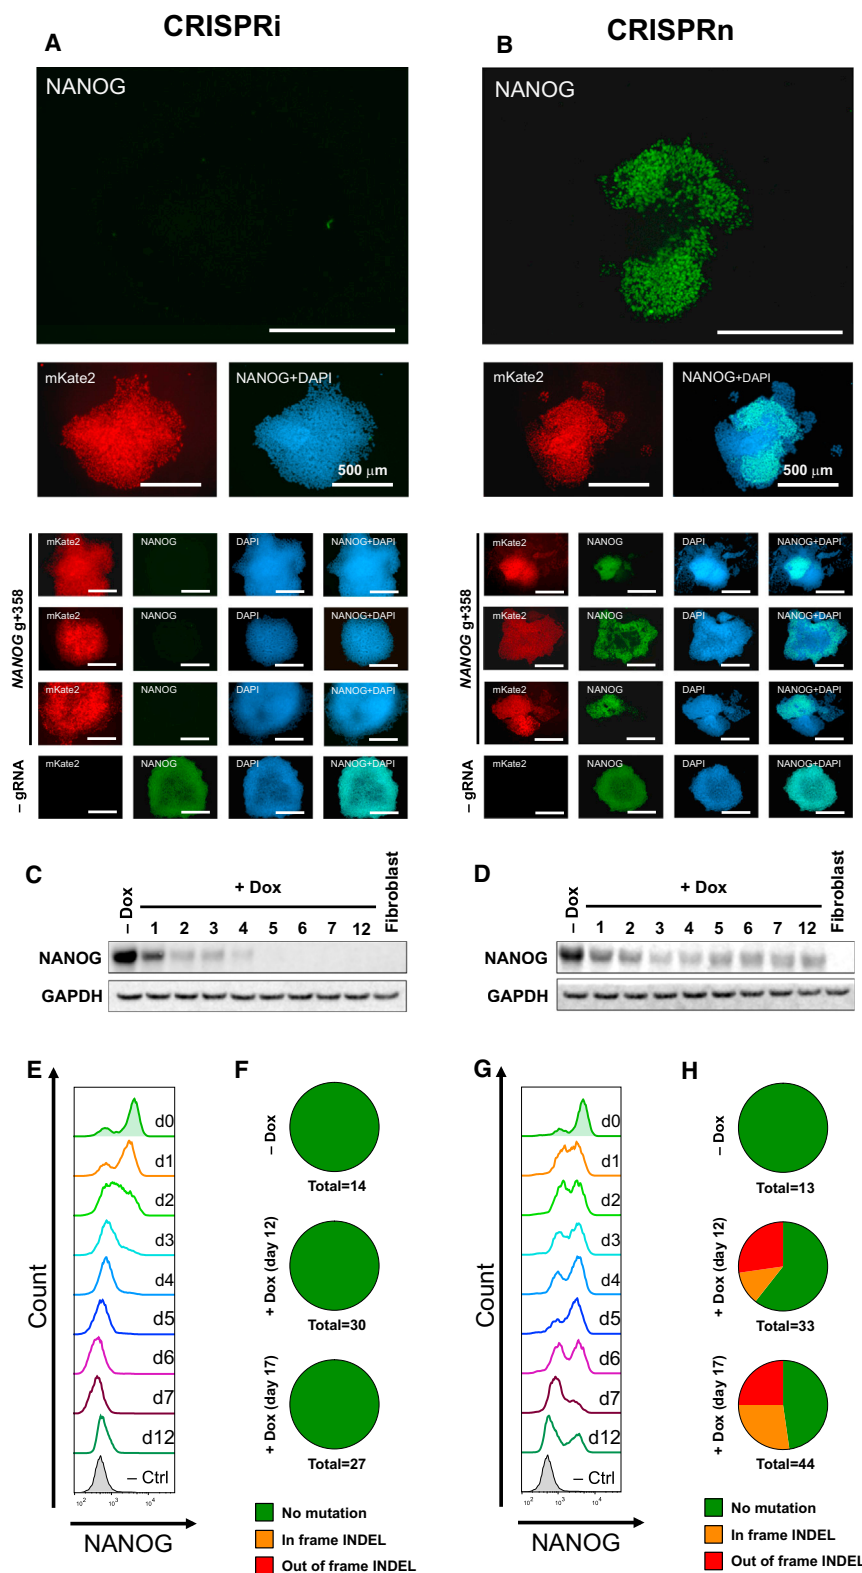 CRISPRi
CRISPRn
A
NANOG
mKate2
NANOG+DAPI
500 μm
NANOG g+358
mKate2
NANOG
DAPI
NANOG+DAPI
mKate2
NANOG
DAPI
NANOG+DAPI
mKate2
NANOG
DAPI
NANOG+DAPI
– gRNA
mKate2
NANOG
DAPI
NANOG+DAPI
B
NANOG
mKate2
NANOG+DAPI
500 μm
NANOG g+358
mKate2
NANOG
DAPI
NANOG+DAPI
mKate2
NANOG
DAPI
NANOG+DAPI
mKate2
NANOG
DAPI
NANOG+DAPI
– gRNA
mKate2
NANOG
DAPI
NANOG+DAPI
C
– Dox
+ Dox
Fibroblast
1 2 3 4 5 6 7 12
NANOG
GAPDH
D
– Dox
+ Dox
Fibroblast
1 2 3 4 5 6 7 12
NANOG
GAPDH
E
Count
d0
d1
d2
d3
d4
d5
d6
d7
d12
– Ctrl
10² 10³ 10⁴
NANOG
F
– Dox
Total=14
+ Dox (day 12)
Total=30
+ Dox (day 17)
Total=27
No mutation
In frame INDEL
Out of frame INDEL
G
Count
d0
d1
d2
d3
d4
d5
d6
d7
d12
– Ctrl
10² 10³ 10⁴
NANOG
H
– Dox
Total=13
+ Dox (day 12)
Total=33
+ Dox (day 17)
Total=44
No mutation
In frame INDEL
Out of frame INDEL